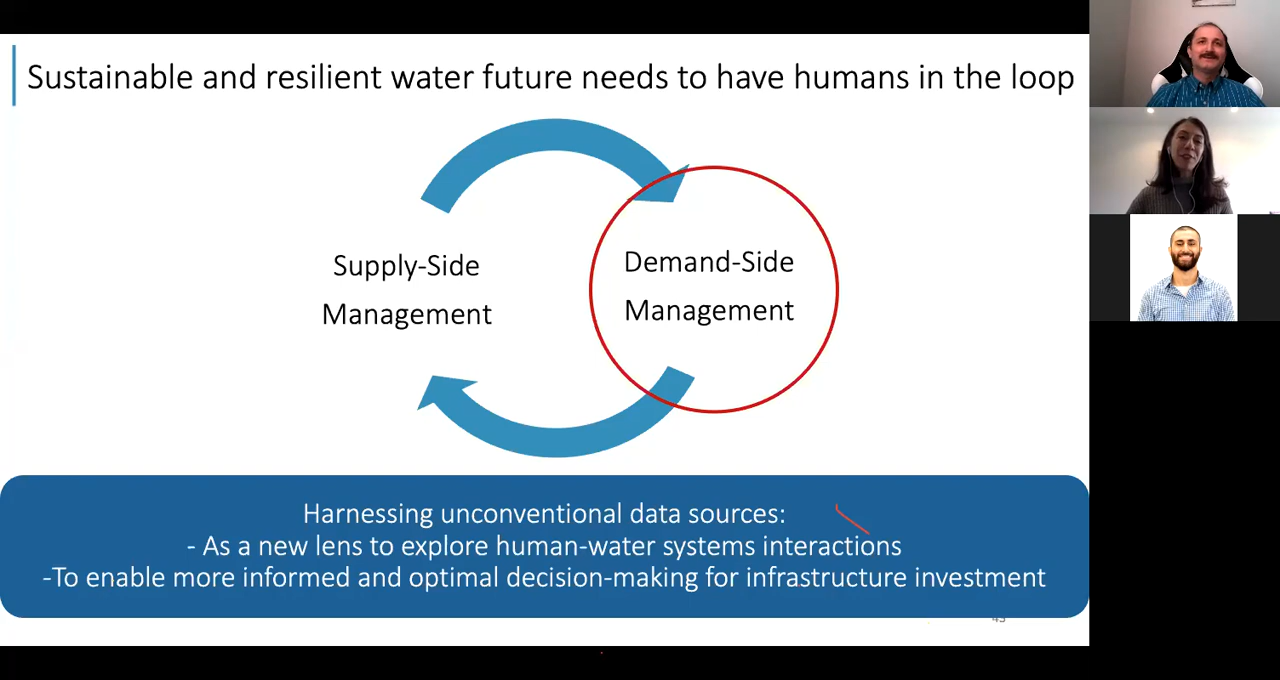 Sustainable and resilient water future needs to have humans in the loop
Supply-Side
Management
Demand-Side
Management
Harnessing unconventional data sources:
- As a new lens to explore human-water systems interactions
-To enable more informed and optimal decision-making for infrastructure investment